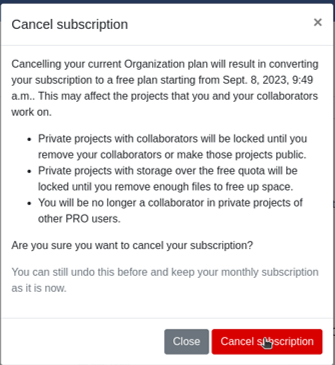 Cancel subscription ×
Cancelling your current Organization plan will result in converting
your subscription to a free plan starting from Sept. 8, 2023, 9:49
a.m.. This may affect the projects that you and your collaborators
work on.
• Private projects with collaborators will be locked until you
remove your collaborators or make those projects public.
• Private projects with storage over the free quota will be
locked until you remove enough files to free up space.
• You will be no longer a collaborator in private projects of
other PRO users.
Are you sure you want to cancel your subscription?
You can still undo this before and keep your monthly subscription
as it is now.
Close Cancel subscription